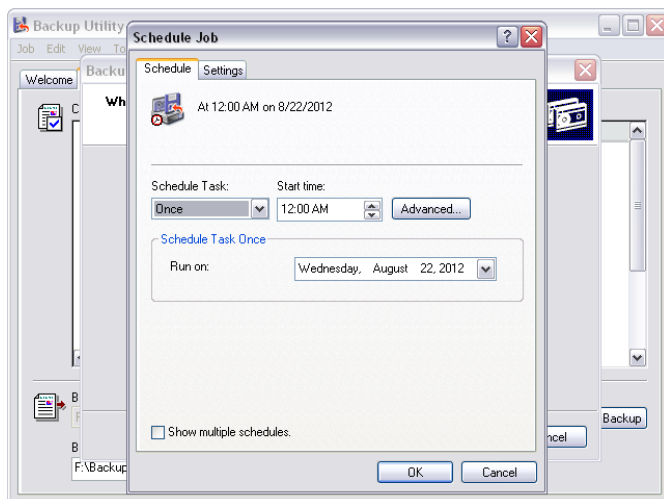 Backup Utility
Job Edit View To
Welcome
Backu
Wh
Schedule Job
Schedule Settings
At 12:00 AM on 8/22/2012
Schedule Task: Start time:
Once 12:00 AM Advanced...
Schedule Task Once
Run on: Wednesday, August 22, 2012
Show multiple schedules.
OK Cancel
C
B
B
F:\Backup
ncel
Backup